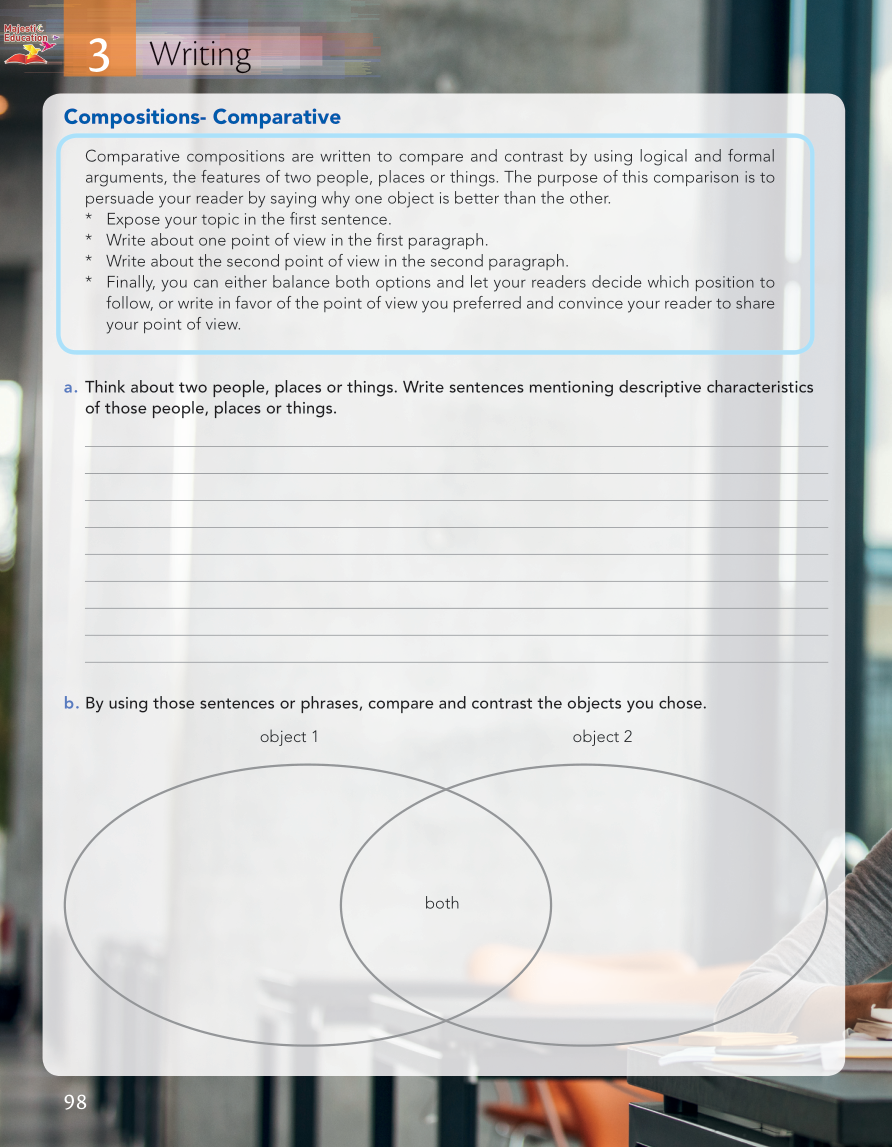 Majestic
Education
3
Writing
Compositions- Comparative
Comparative compositions are written to compare and contrast by using logical and formal
arguments, the features of two people, places or things. The purpose of this comparison is to
persuade your reader by saying why one object is better than the other.
* Expose your topic in the first sentence.
* Write about one point of view in the first paragraph.
* Write about the second point of view in the second paragraph.
* Finally, you can either balance both options and let your readers decide which position to
follow, or write in favor of the point of view you preferred and convince your reader to share
your point of view.
a. Think about two people, places or things. Write sentences mentioning descriptive characteristics
of those people, places or things.
b. By using those sentences or phrases, compare and contrast the objects you chose.
object 1
object 2
both
98